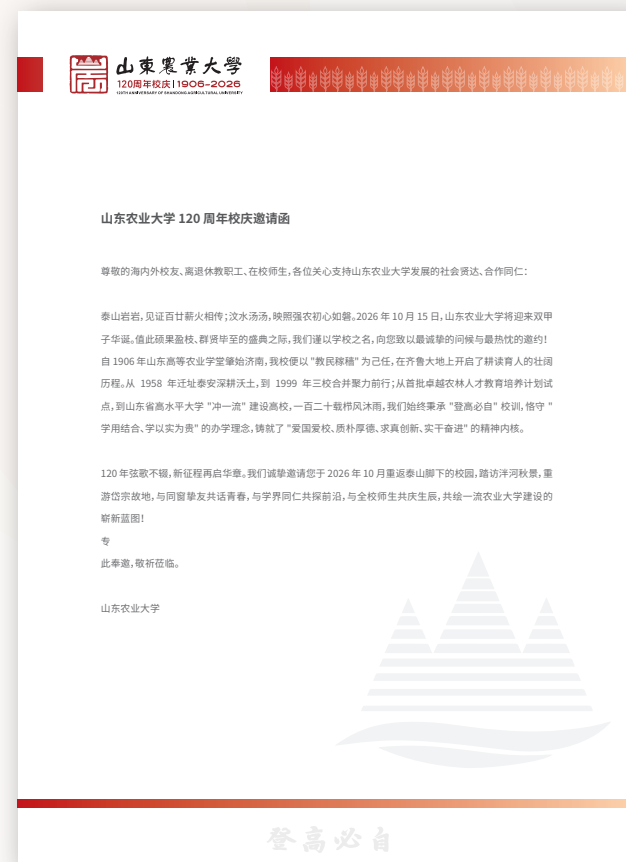 山東農業大學
120周年校庆|1906-2026
120TH ANNIVERSARY OF SHANDONG AGRICULTURAL UNIVERSITY
山东农业大学 120 周年校庆邀请函
尊敬的海内外校友、离退休教职工、在校师生,各位关心支持山东农业大学发展的社会贤达、合作同仁:
泰山岩岩,见证百廿薪火相传;汶水汤汤,映照强农初心如磐。2026 年 10 月 15 日,山东农业大学将迎来双甲
子华诞。值此硕果盈枝、群贤毕至的盛典之际,我们谨以学校之名,向您致以最诚挚的问候与最热忱的邀约!
自 1906 年山东高等农业学堂肇始济南,我校便以 "教民稼穑" 为己任,在齐鲁大地上开启了耕读育人的壮阔
历程。从 1958 年迁址泰安深耕沃土,到 1999 年三校合并聚力前行;从首批卓越农林人才教育培养计划试
点,到山东省高水平大学 "冲一流" 建设高校,一百二十载栉风沐雨,我们始终秉承 "登高必自" 校训,恪守 "
学用结合、学以实为贵" 的办学理念,铸就了 "爱国爱校、质朴厚德、求真创新、实干奋进" 的精神内核。
120 年弦歌不辍,新征程再启华章。我们诚挚邀请您于 2026 年 10 月重返泰山脚下的校园,踏访泮河秋景,重
游岱宗故地,与同窗挚友共话青春,与学界同仁共探前沿,与全校师生共庆生辰,共绘一流农业大学建设的
崭新蓝图!
专
此奉邀,敬祈莅临。
山东农业大学
登高必自